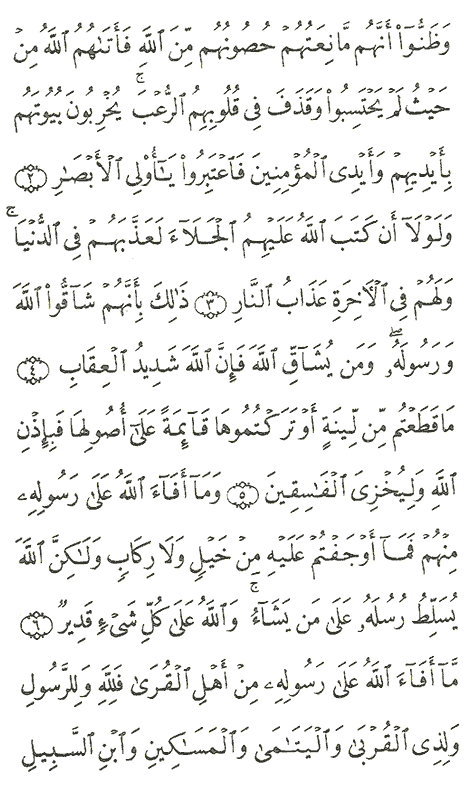 وَظَنُّوٓا۟ أَنَّهُم مَّانِعَتُهُمْ حُصُونُهُم مِّنَ ٱللَّهِ فَأَتَىٰهُمُ ٱللَّهُ مِنْ
حَيْثُ لَمْ يَحْتَسِبُوا۟ وَقَذَفَ فِى قُلُوبِهِمُ ٱلرُّعْبَ ۚ يُخْرِبُونَ بُيُوتَهُم
بِأَيْدِيهِمْ وَأَيْدِى ٱلْمُؤْمِنِينَ فَٱعْتَبِرُوا۟ يَـٰٓأُو۟لِى ٱلْأَبْصَـٰرِ ۝٢
وَلَوْلَآ أَن كَتَبَ ٱللَّهُ عَلَيْهِمُ ٱلْجَلَآءَ لَعَذَّبَهُمْ فِى ٱلدُّنْيَا ۚ
وَلَهُمْ فِى ٱلْـَٔاخِرَةِ عَذَابُ ٱلنَّارِ ۝٣ ذَٰلِكَ بِأَنَّهُمْ شَآقُّوا۟ ٱللَّهَ
وَرَسُولَهُۥ ۖ وَمَن يُشَآقِّ ٱللَّهَ فَإِنَّ ٱللَّهَ شَدِيدُ ٱلْعِقَابِ ۝٤
مَا قَطَعْتُم مِّن لِّينَةٍ أَوْ تَرَكْتُمُوهَا قَآئِمَةً عَلَىٰٓ أُصُولِهَا فَبِإِذْنِ
ٱللَّهِ وَلِيُخْزِىَ ٱلْفَـٰسِقِينَ ۝٥ وَمَآ أَفَآءَ ٱللَّهُ عَلَىٰ رَسُولِهِۦ
مِنْهُمْ فَمَآ أَوْجَفْتُمْ عَلَيْهِ مِنْ خَيْلٍ وَلَا رِكَابٍ وَلَـٰكِنَّ ٱللَّهَ
يُسَلِّطُ رُسُلَهُۥ عَلَىٰ مَن يَشَآءُ ۚ وَٱللَّهُ عَلَىٰ كُلِّ شَىْءٍ قَدِيرٌ ۝٦
مَّآ أَفَآءَ ٱللَّهُ عَلَىٰ رَسُولِهِۦ مِنْ أَهْلِ ٱلْقُرَىٰ فَلِلَّهِ وَلِلرَّسُولِ
وَلِذِى ٱلْقُرْبَىٰ وَٱلْيَتَـٰمَىٰ وَٱلْمَسَـٰكِينِ وَٱبْنِ ٱلسَّبِيلِ